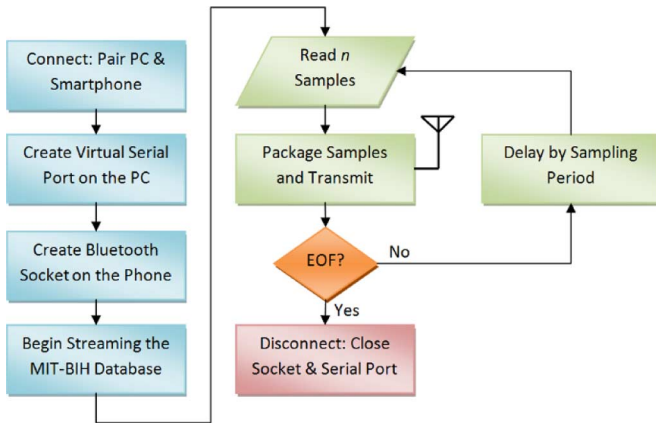 Connect: Pair PC &
Smartphone
Create Virtual Serial
Port on the PC
Create Bluetooth
Socket on the Phone
Begin Streaming the
MIT-BIH Database
Read n
Samples
Package Samples
and Transmit
EOF?
No
Yes
Delay by Sampling
Period
Disconnect: Close
Socket & Serial Port